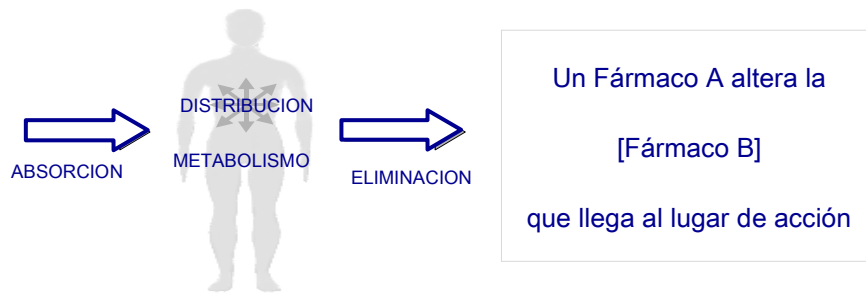 ABSORCION
DISTRIBUCION
METABOLISMO
ELIMINACION
Un Fármaco A altera la
[Fármaco B]
que llega al lugar de acción